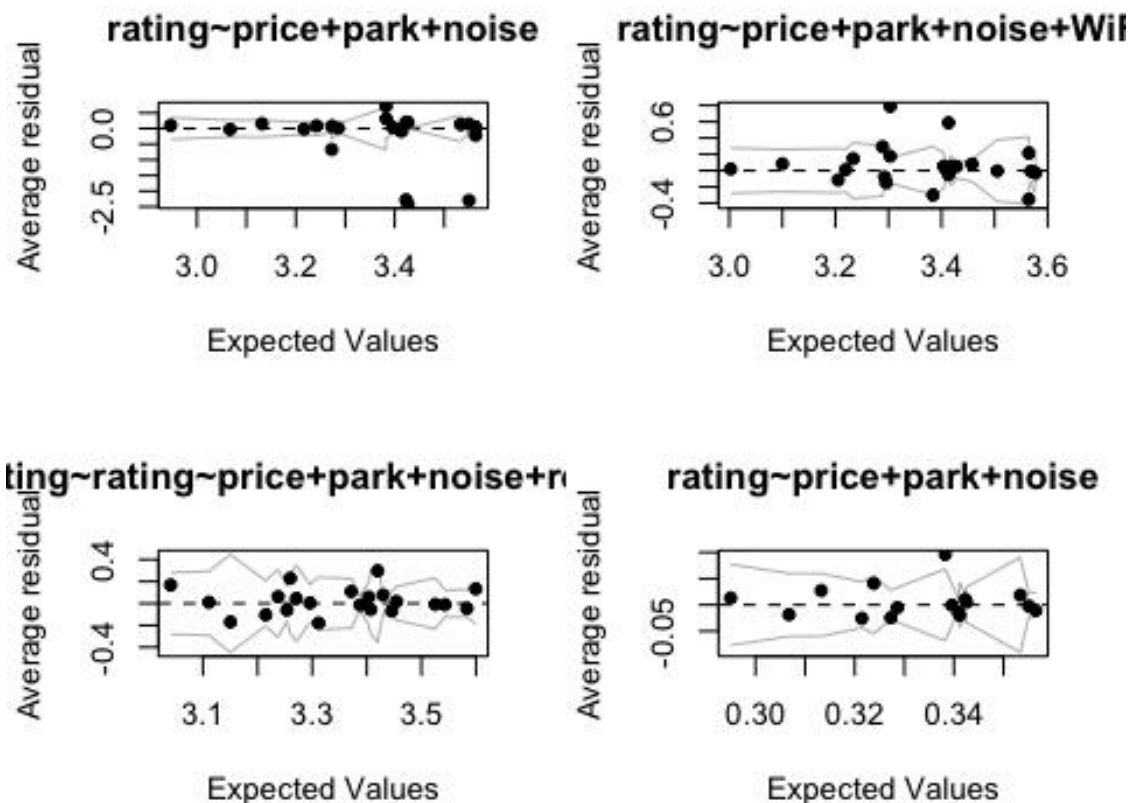 rating~price+park+noise
Average residual
0.0
-2.5
3.0 3.2 3.4
Expected Values
rating~price+park+noise+WiF
Average residual
0.6
-0.4
3.0 3.2 3.4 3.6
Expected Values
ting~rating~price+park+noise+re
Average residual
0.4
-0.4
3.1 3.3 3.5
Expected Values
rating~price+park+noise
Average residual
-0.05
0.30 0.32 0.34
Expected Values